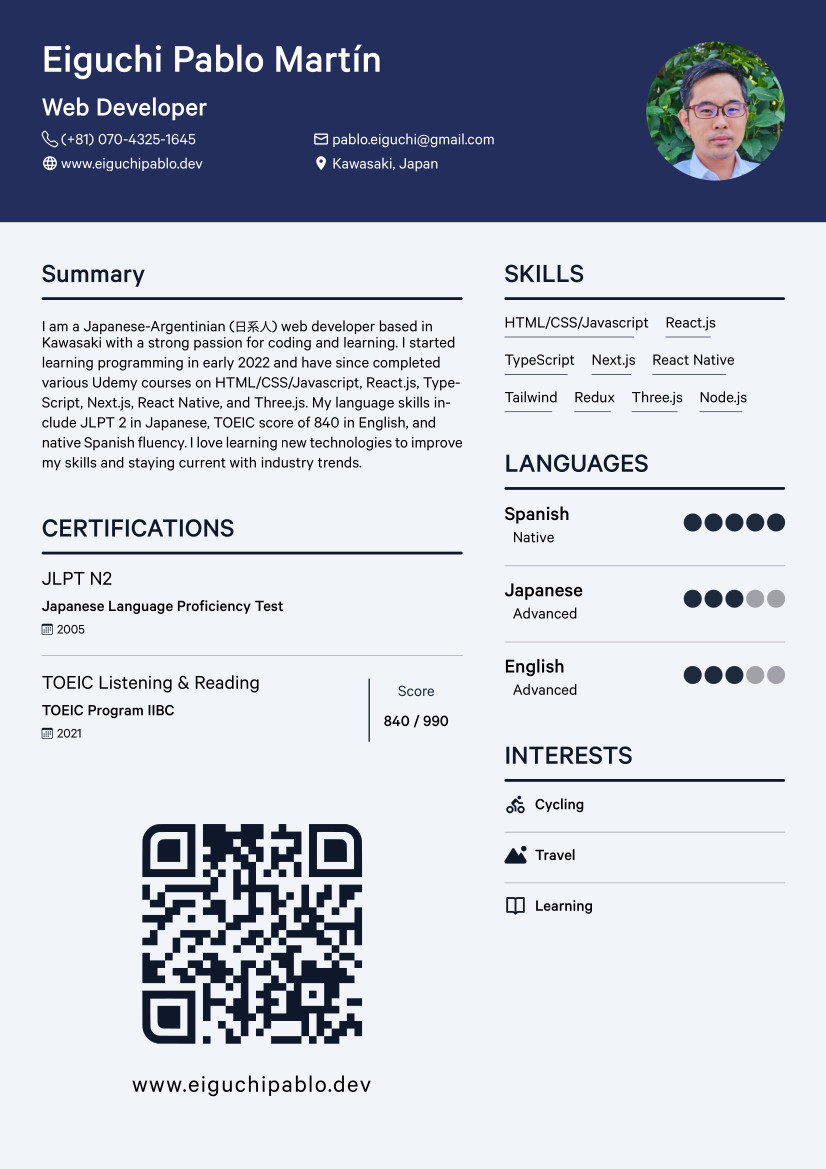 Eiguchi Pablo Martín
Web Developer
(+81) 070-4325-1645
pablo.eiguchi@gmail.com
www.eiguchipablo.dev
Kawasaki, Japan
Summary
I am a Japanese-Argentinian (日系人) web developer based in
Kawasaki with a strong passion for coding and learning. I started
learning programming in early 2022 and have since completed
various Udemy courses on HTML/CSS/Javascript, React.js, Type-
Script, Next.js, React Native, and Three.js. My language skills in-
clude JLPT 2 in Japanese, TOEIC score of 840 in English, and
native Spanish fluency. I love learning new technologies to improve
my skills and staying current with industry trends.
CERTIFICATIONS
JLPT N2
Japanese Language Proficiency Test
2005
TOEIC Listening & Reading
TOEIC Program IIBC
2021
Score
840 / 990
www.eiguchipablo.dev
SKILLS
HTML/CSS/Javascript React.js
TypeScript Next.js React Native
Tailwind Redux Three.js Node.js
LANGUAGES
Spanish
Native
Japanese
Advanced
English
Advanced
INTERESTS
Cycling
Travel
Learning